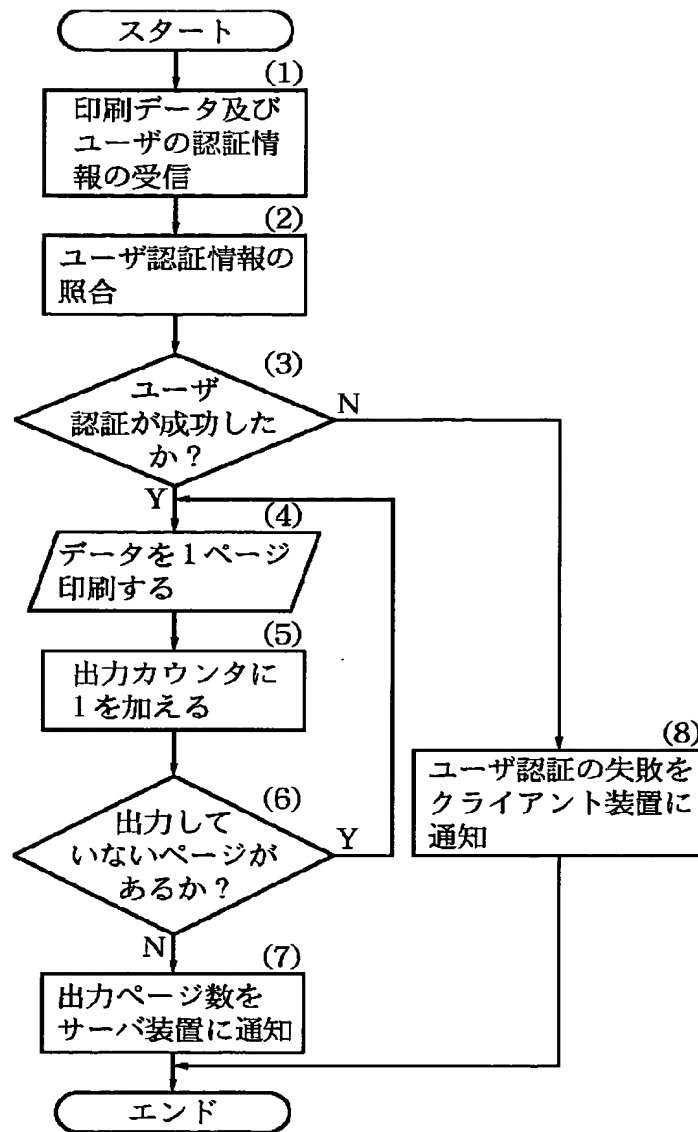 スタート
(1)
印刷データ及び
ユーザの認証情
報の受信
(2)
ユーザ認証情報の
照合
(3)
ユーザ
認証が成功した
か？
N
Y
(4)
データを1ページ
印刷する
(5)
出力カウンタに
1を加える
(6)
出力して
いないページが
あるか？
Y
N
(7)
出力ページ数を
サーバ装置に通知
(8)
ユーザ認証の失敗を
クライアント装置に
通知
エンド